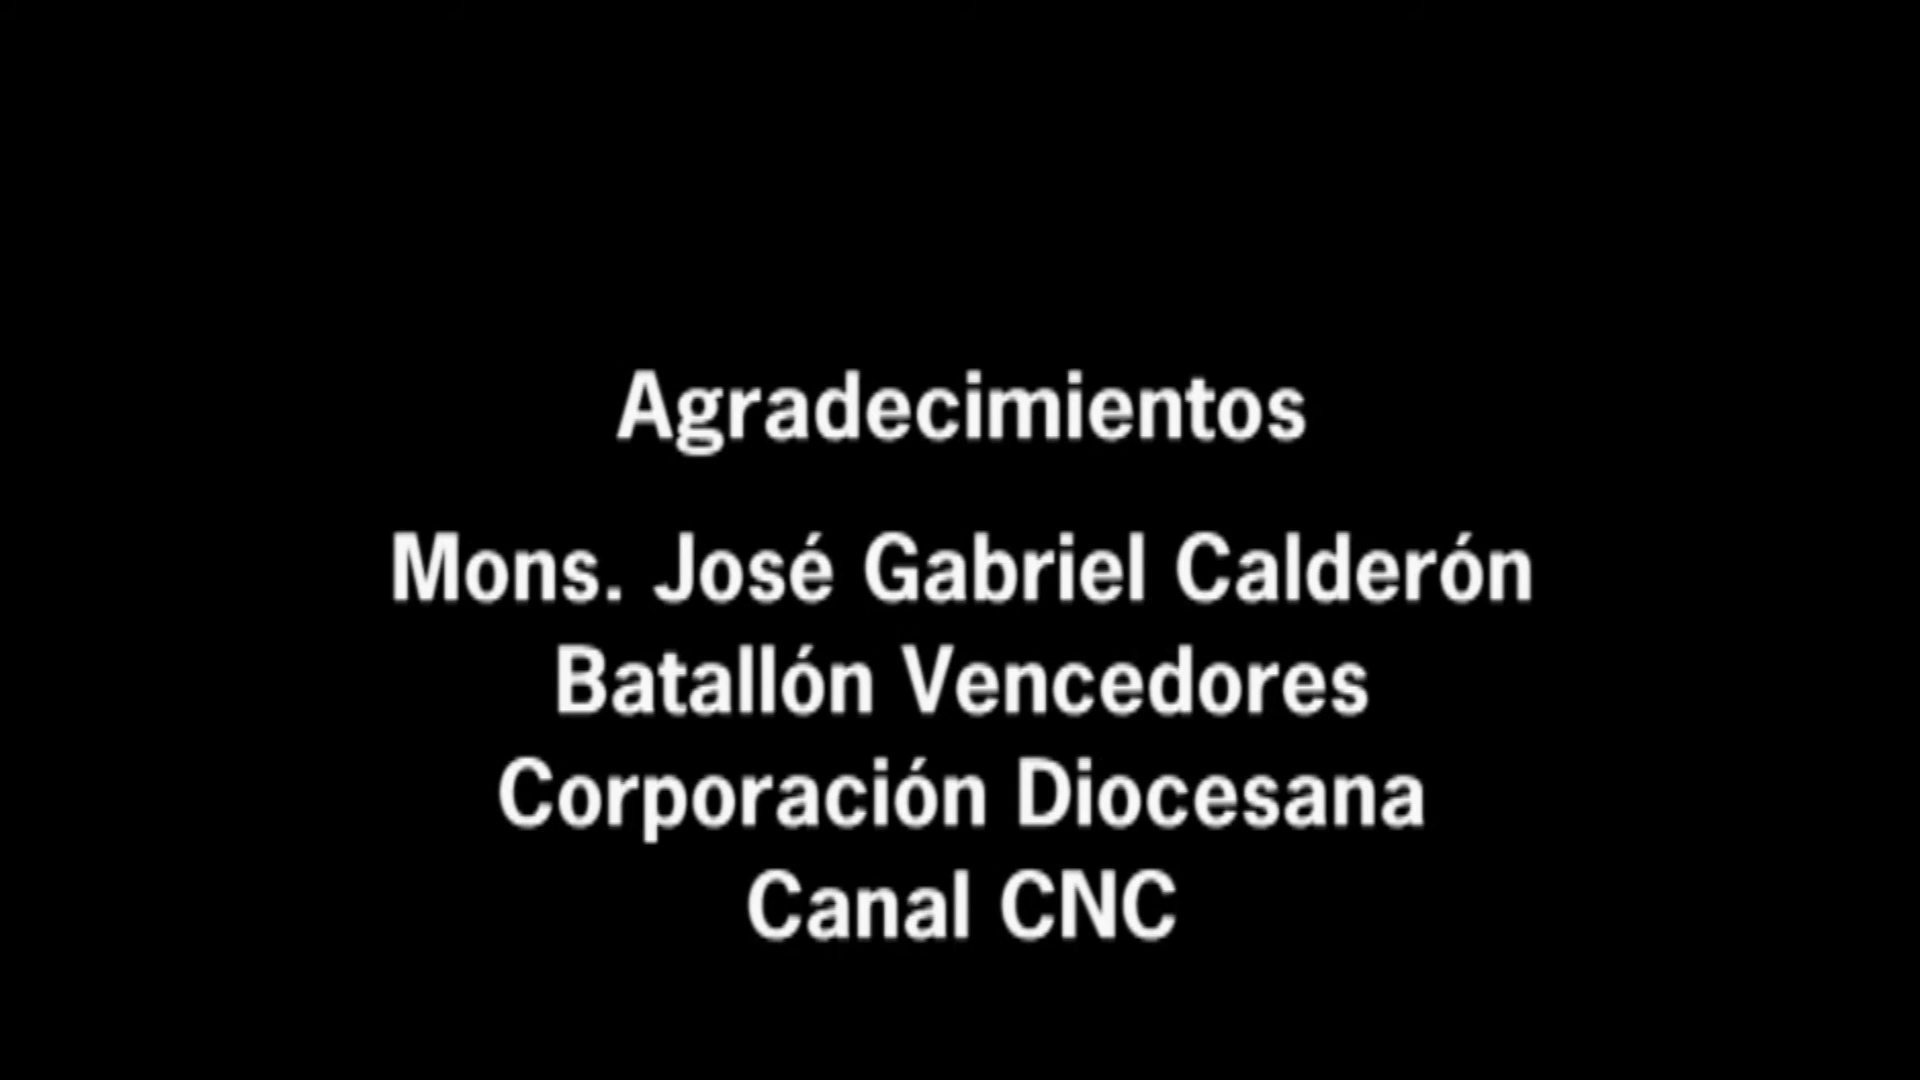 Agradecimientos
Mons. José Gabriel Calderón
Batallón Vencedores
Corporación Diocesana
Canal CNC